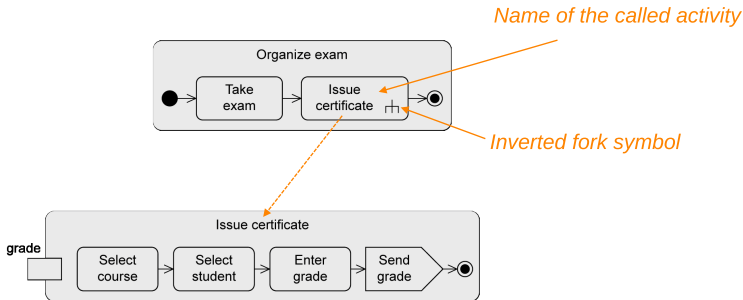 Name of the called activity
Organize exam
Take
exam
Issue
certificate
Inverted fork symbol
Issue certificate
grade
Select
course
Select
student
Enter
grade
Send
grade